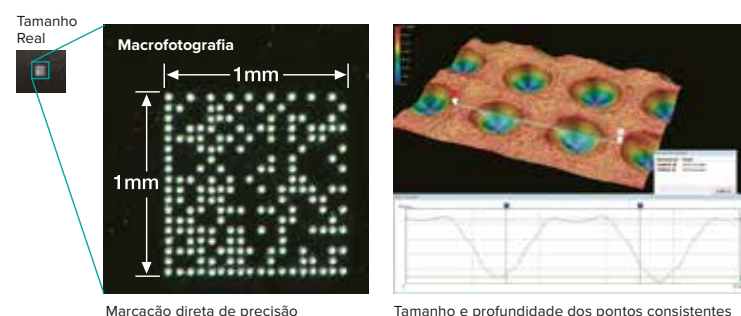 Tamanho
Real
Macrofotografia
1mm
1mm
Marcação direta de precisão
Tamanho e profundidade dos pontos consistentes